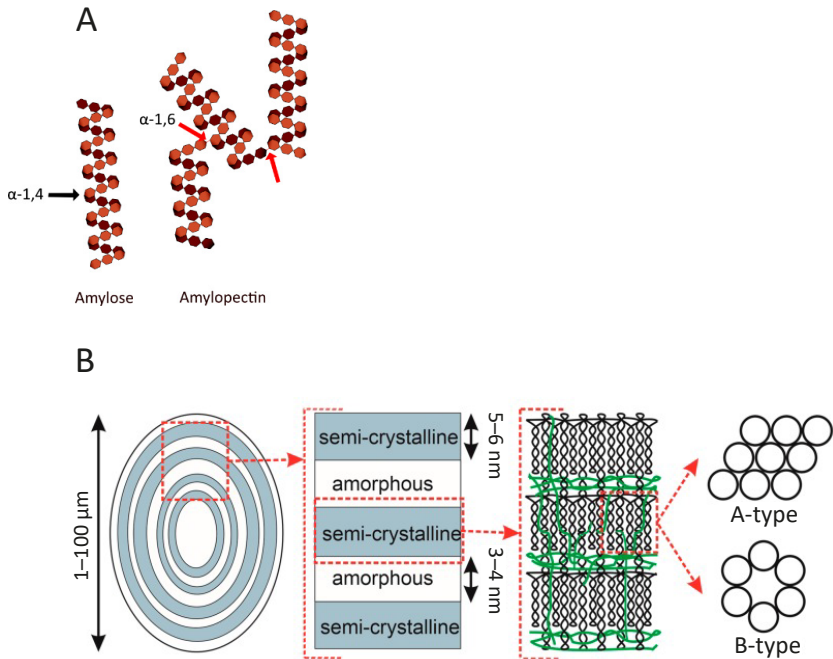 A
α-1,6
α-1,4
Amylose
Amylopectin
B
1–100 µm
semi-crystalline
amorphous
semi-crystalline
amorphous
semi-crystalline
5–6 nm
3–4 nm
A-type
B-type